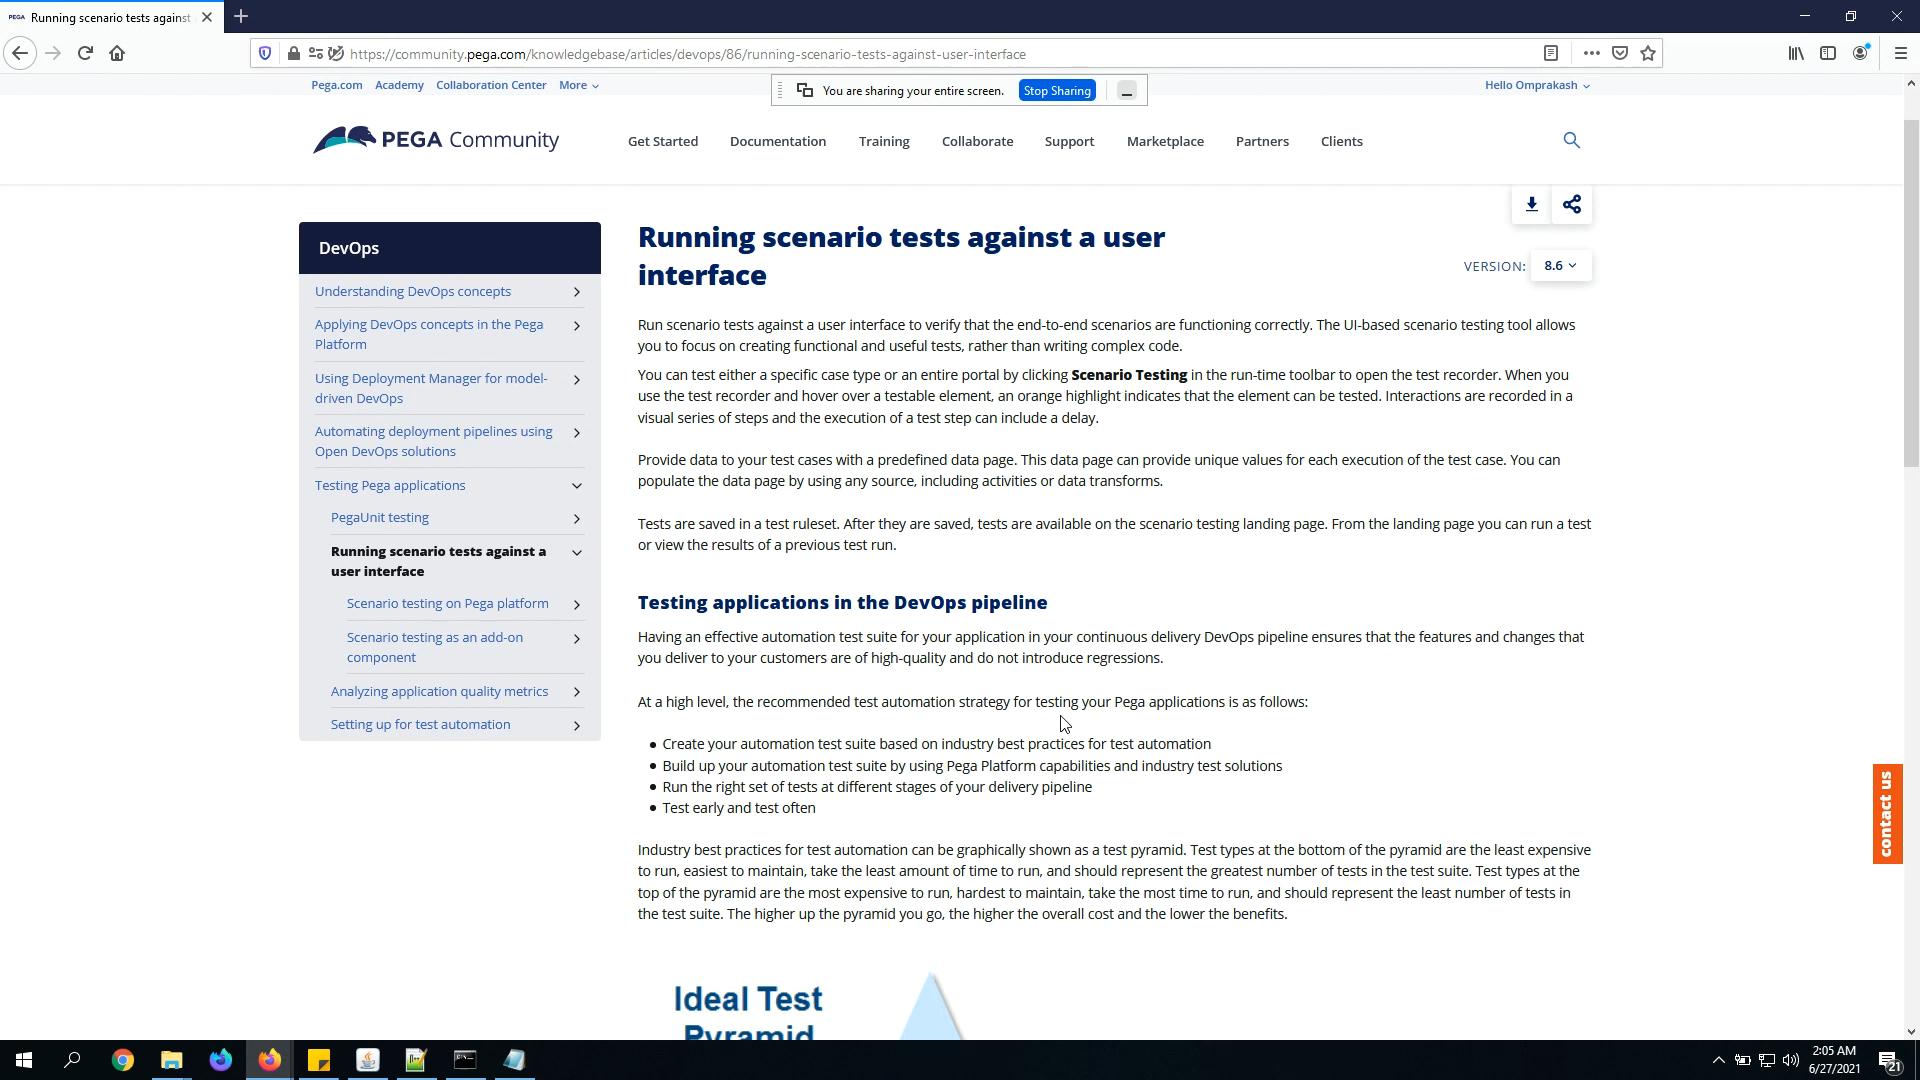 PEGA Running scenario tests against
https://community.pega.com/knowledgebase/articles/devops/86/running-scenario-tests-against-user-interface
Pega.com Academy Collaboration Center More
You are sharing your entire screen. Stop Sharing
Hello Omprakash
PEGA Community
Get Started Documentation Training Collaborate Support Marketplace Partners Clients
DevOps
Understanding DevOps concepts
Applying DevOps concepts in the Pega
Platform
Using Deployment Manager for model-
driven DevOps
Automating deployment pipelines using
Open DevOps solutions
Testing Pega applications
PegaUnit testing
Running scenario tests against a
user interface
Scenario testing on Pega platform
Scenario testing as an add-on
component
Analyzing application quality metrics
Setting up for test automation
Running scenario tests against a user
interface
VERSION: 8.6
Run scenario tests against a user interface to verify that the end-to-end scenarios are functioning correctly. The UI-based scenario testing tool allows
you to focus on creating functional and useful tests, rather than writing complex code.
You can test either a specific case type or an entire portal by clicking Scenario Testing in the run-time toolbar to open the test recorder. When you
use the test recorder and hover over a testable element, an orange highlight indicates that the element can be tested. Interactions are recorded in a
visual series of steps and the execution of a test step can include a delay.
Provide data to your test cases with a predefined data page. This data page can provide unique values for each execution of the test case. You can
populate the data page by using any source, including activities or data transforms.
Tests are saved in a test ruleset. After they are saved, tests are available on the scenario testing landing page. From the landing page you can run a test
or view the results of a previous test run.
Testing applications in the DevOps pipeline
Having an effective automation test suite for your application in your continuous delivery DevOps pipeline ensures that the features and changes that
you deliver to your customers are of high-quality and do not introduce regressions.
At a high level, the recommended test automation strategy for testing your Pega applications is as follows:
• Create your automation test suite based on industry best practices for test automation
• Build up your automation test suite by using Pega Platform capabilities and industry test solutions
• Run the right set of tests at different stages of your delivery pipeline
• Test early and test often
Industry best practices for test automation can be graphically shown as a test pyramid. Test types at the bottom of the pyramid are the least expensive
to run, easiest to maintain, take the least amount of time to run, and should represent the greatest number of tests in the test suite. Test types at the
top of the pyramid are the most expensive to run, hardest to maintain, take the most time to run, and should represent the least number of tests in
the test suite. The higher up the pyramid you go, the higher the overall cost and the lower the benefits.
Ideal Test
Pyramid
contact us
2:05 AM
6/27/2021
21